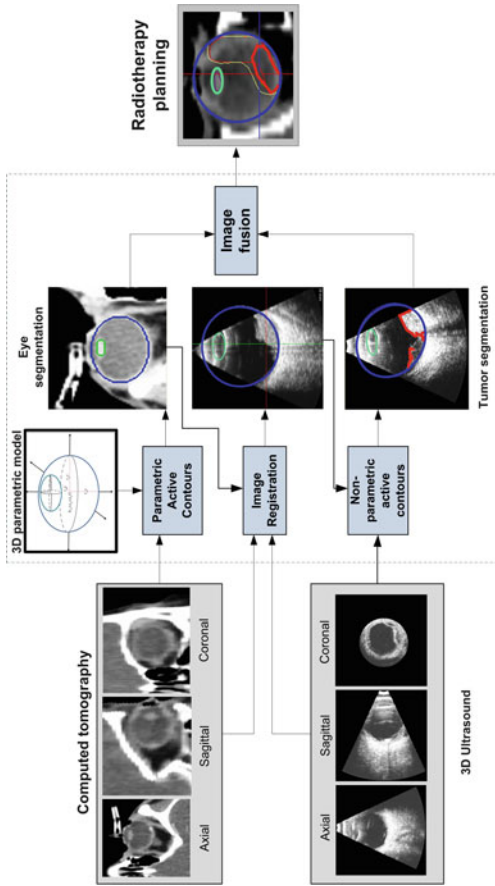 Computed tomography
Axial
Sagittal
Coronal
3D Ultrasound
Axial
Sagittal
Coronal
3D parametric model
Parametric
Active
Contours
Image
Registration
Non-
parametric
active
contours
Eye
segmentation
Tumor segmentation
Image
fusion
Radiotherapy
planning